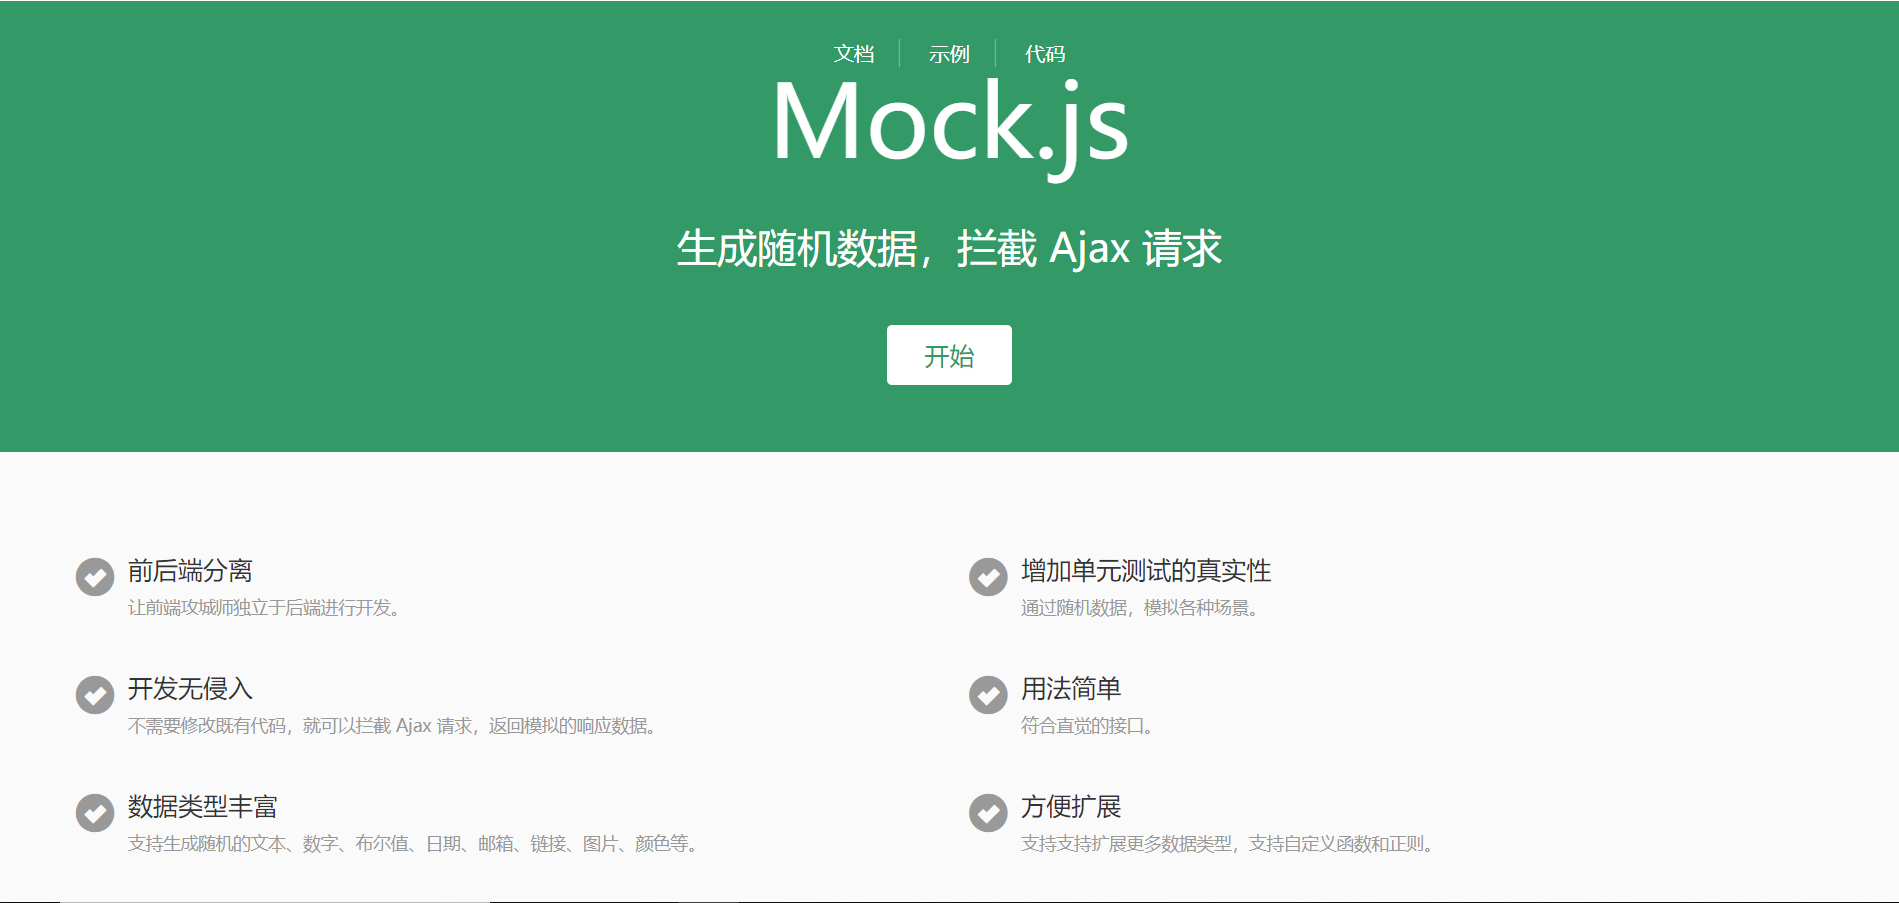 文档
示例
代码
Mock.js
生成随机数据，拦截 Ajax 请求
开始
前后端分离
让前端攻城师独立于后端进行开发。
增加单元测试的真实性
通过随机数据，模拟各种场景。
开发无侵入
不需要修改既有代码，就可以拦截 Ajax 请求，返回模拟的响应数据。
用法简单
符合直觉的接口。
数据类型丰富
支持生成随机的文本、数字、布尔值、日期、邮箱、链接、图片、颜色等。
方便扩展
支持支持扩展更多数据类型，支持自定义函数和正则。